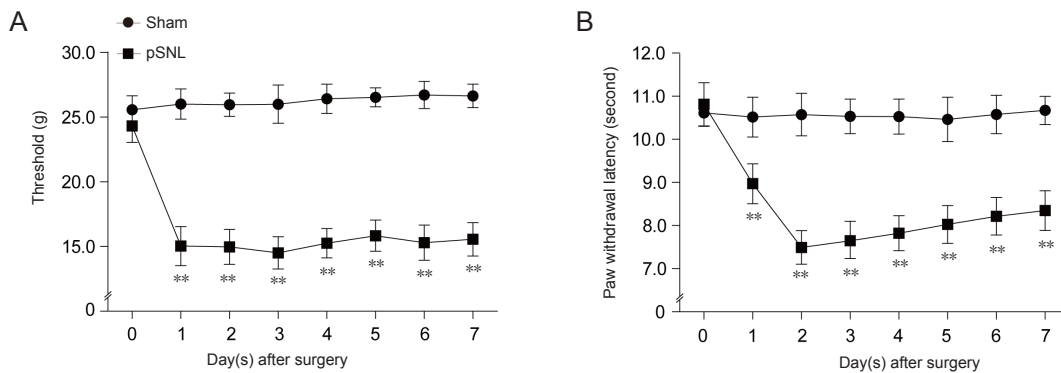 A
Sham
pSNL
30.0
25.0
20.0
15.0
0
Threshold (g)
** ** ** ** ** ** **
0 1 2 3 4 5 6 7
Day(s) after surgery
B
12.0
11.0
10.0
9.0
8.0
7.0
0
Paw withdrawal latency (second)
**
** ** ** ** ** **
0 1 2 3 4 5 6 7
Day(s) after surgery